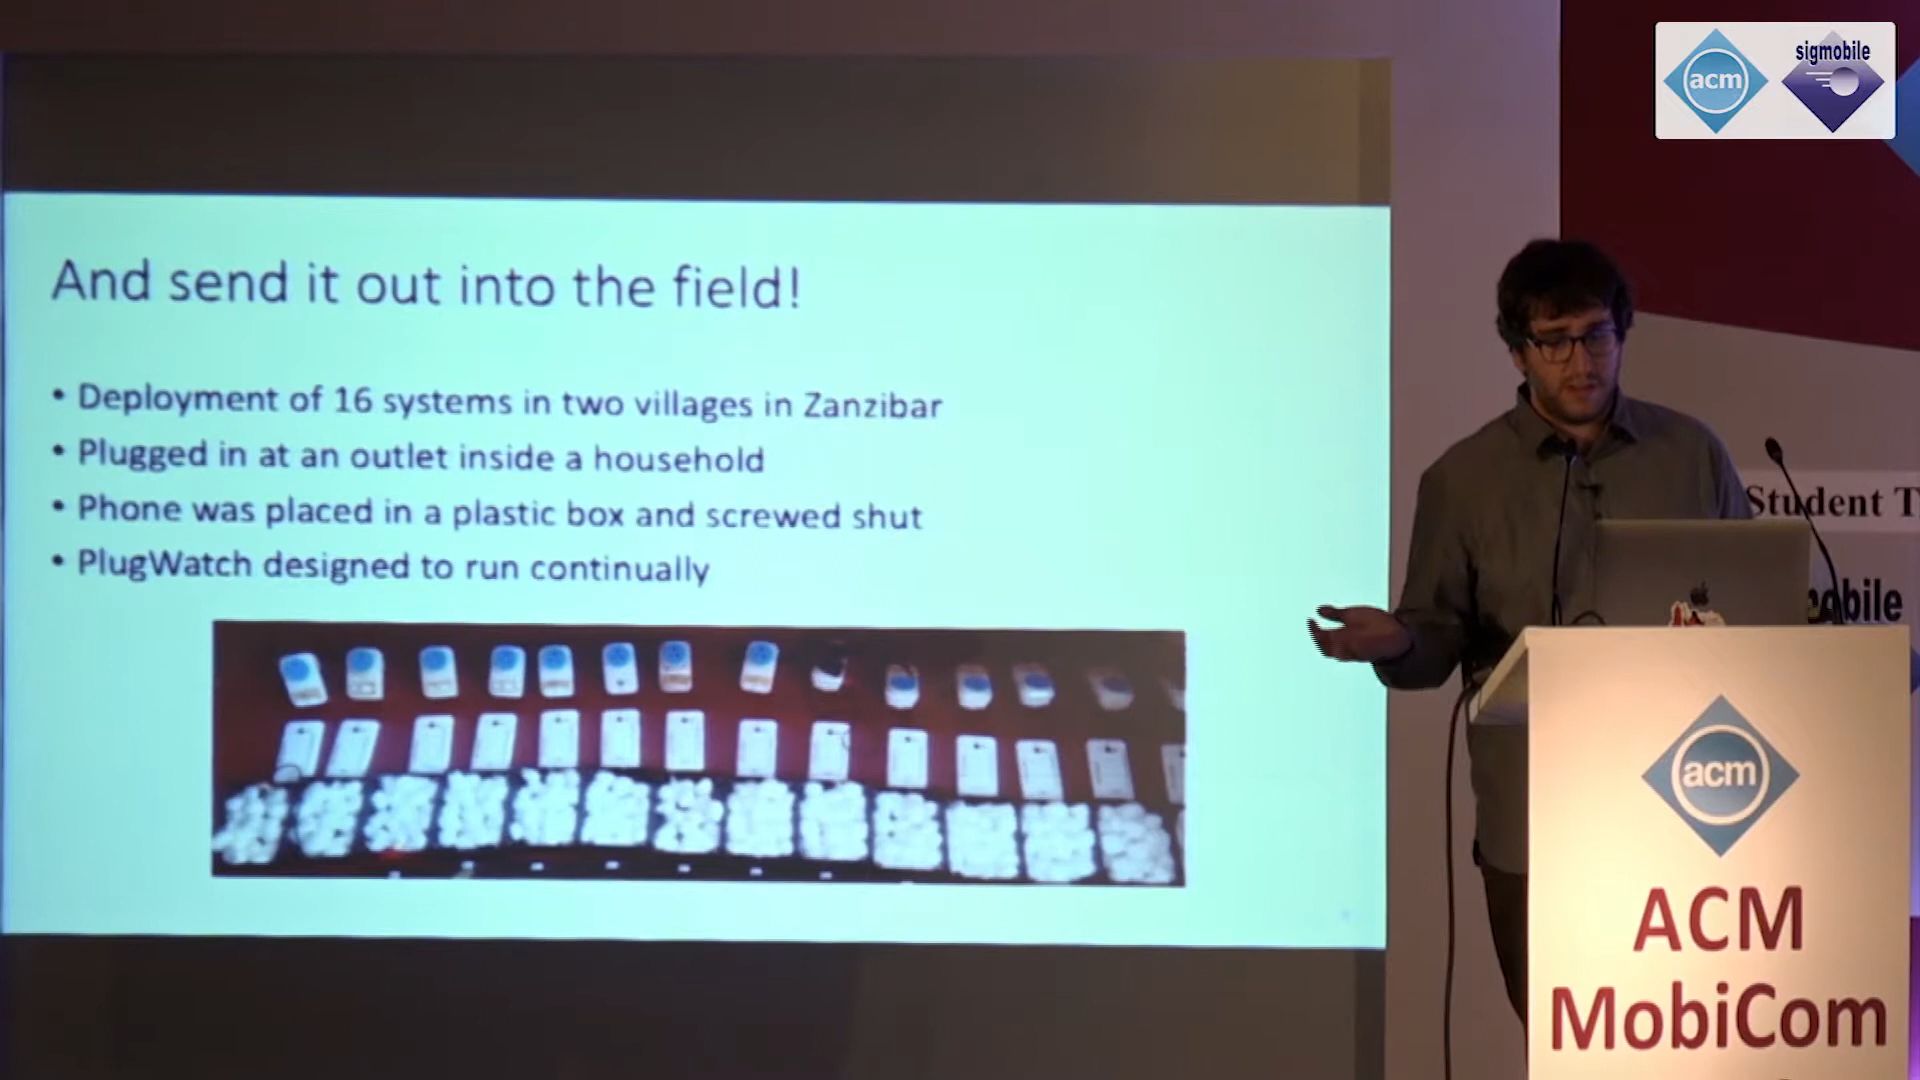 acm
sigmobile
And send it out into the field!
• Deployment of 16 systems in two villages in Zanzibar
• Plugged in at an outlet inside a household
• Phone was placed in a plastic box and screwed shut
• PlugWatch designed to run continually
Student T
mobile
acm
ACM
MobiCom